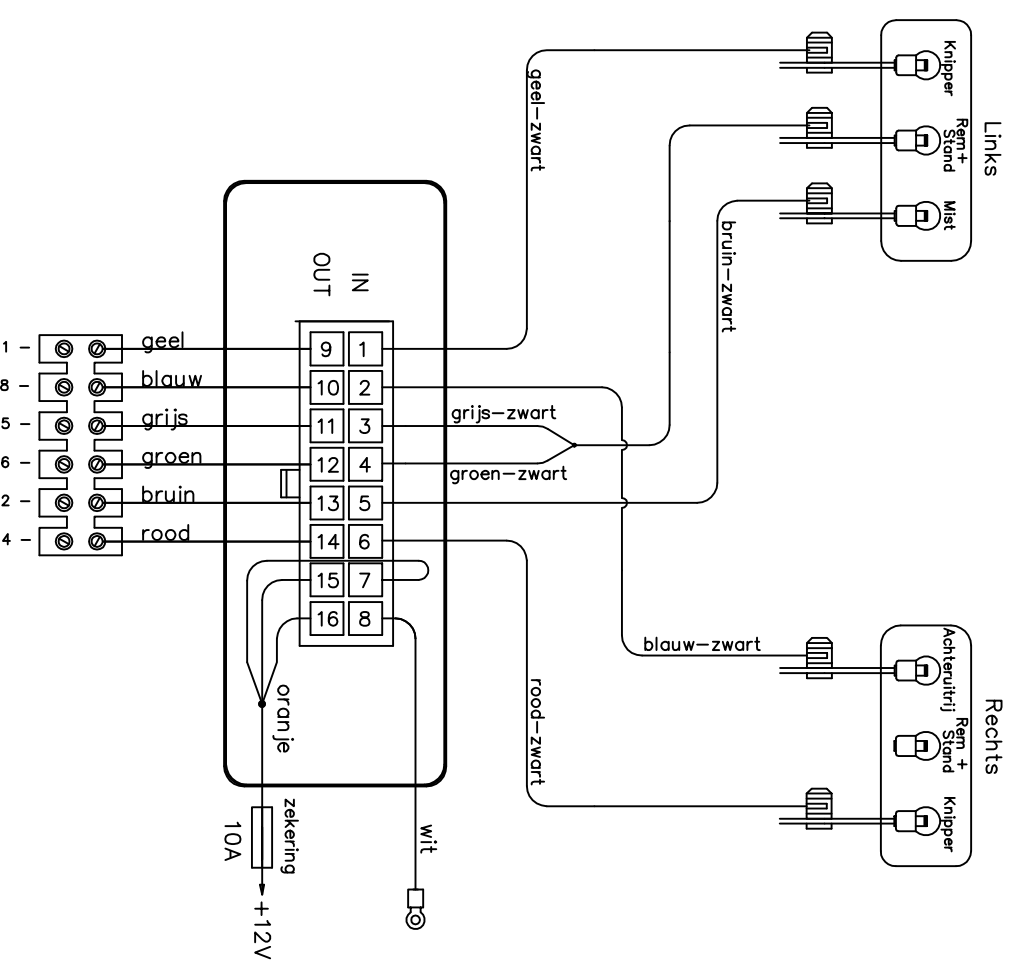 Links
Knipper
Rem+
Stand
Mist
geel-zwart
bruin-zwart
IN
OUT
1 - geel 9 1
8 - blauw 10 2
5 - grijs 11 3 grijs-zwart
6 - groen 12 4 groen-zwart
2 - bruin 13 5
4 - rood 14 6
15 7
16 8
blauw-zwart
rood-zwart
oranje
zekering
10A
+12V
wit
Rechts
Achteruitrij
Rem +
Stand
Knipper